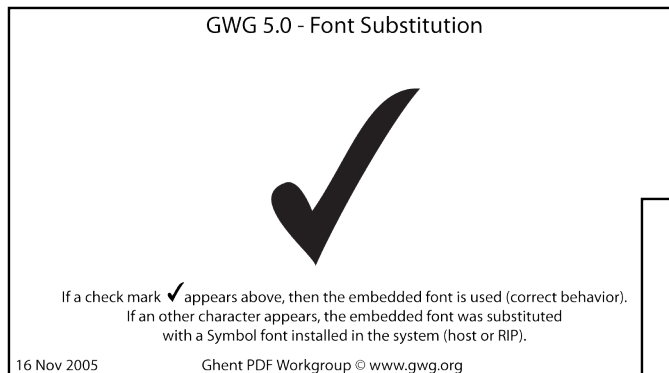 GWG 5.0 - Font Substitution
✓
If a check mark ✓ appears above, then the embedded font is used (correct behavior).
If an other character appears, the embedded font was substituted
with a Symbol font installed in the system (host or RIP).
16 Nov 2005 Ghent PDF Workgroup © www.gwg.org